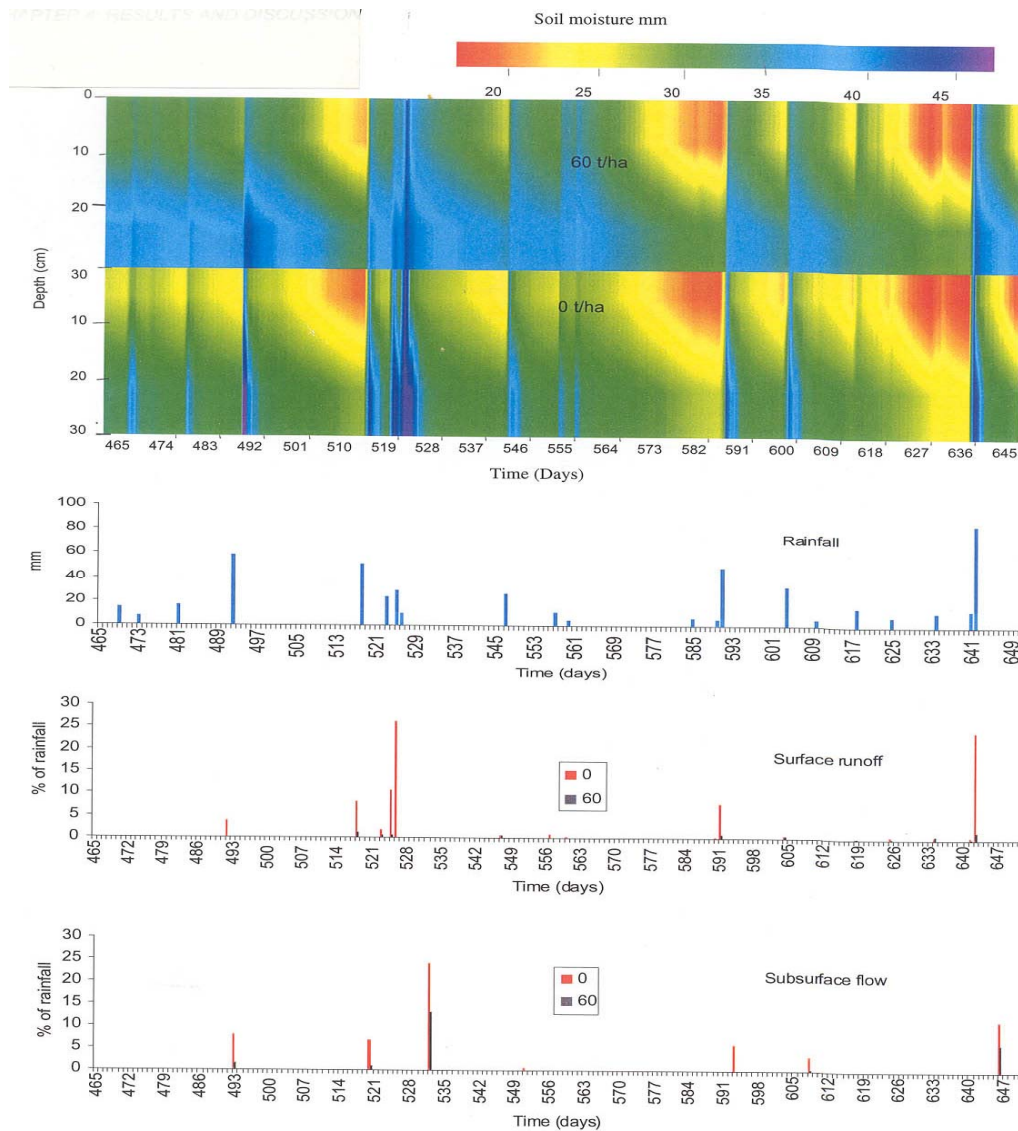 CHAPTER 4: RESULTS AND DISCUSSION
Soil moisture mm
20 25 30 35 40 45
Depth (cm)
0
10
20
30
10
20
30
60 t/ha
0 t/ha
465 474 483 492 501 510 519 528 537 546 555 564 573 582 591 600 609 618 627 636 645
Time (Days)
mm
100
80
60
40
20
0
Rainfall
465 473 481 489 497 505 513 521 529 537 545 553 561 569 577 585 593 601 609 617 625 633 641 649
Time (days)
% of rainfall
30
25
20
15
10
5
0
Surface runoff
0
60
465 472 479 486 493 500 507 514 521 528 535 542 549 556 563 570 577 584 591 598 605 612 619 626 633 640 647
Time (days)
% of rainfall
30
25
20
15
10
5
0
Subsurface flow
0
60
465 472 479 486 493 500 507 514 521 528 535 542 549 556 563 570 577 584 591 598 605 612 619 626 633 640 647
Time (days)